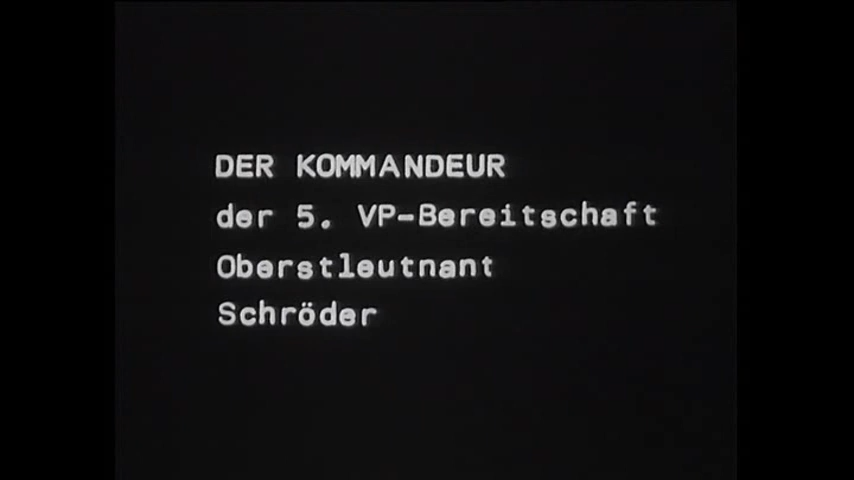 DER KOMMANDEUR
der 5. VP-Bereitschaft
Oberstleutnant
Schröder